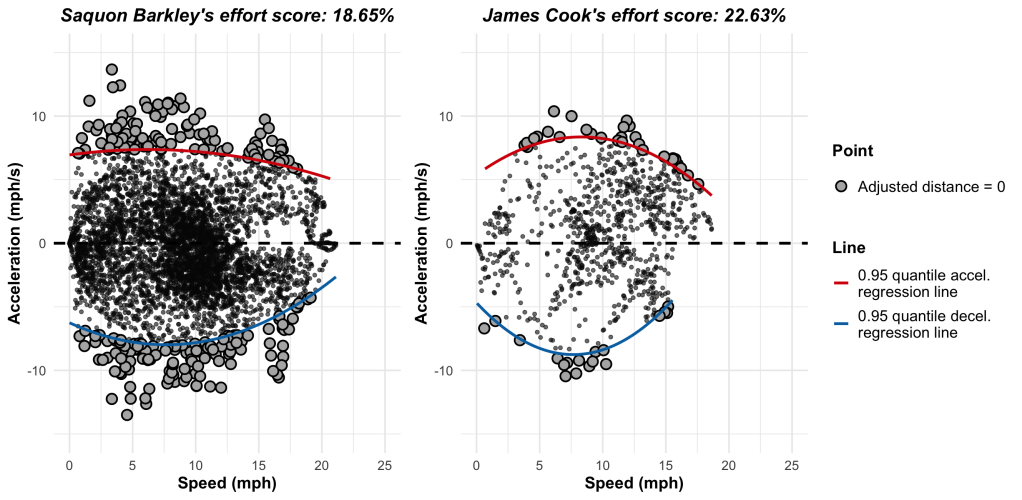 Saquon Barkley's effort score: 18.65%
James Cook's effort score: 22.63%
Acceleration (mph/s)
10
0
-10
0 5 10 15 20 25
Speed (mph)
Acceleration (mph/s)
10
0
-10
0 5 10 15 20 25
Speed (mph)
Point
Adjusted distance = 0
Line
0.95 quantile accel.
regression line
0.95 quantile decel.
regression line